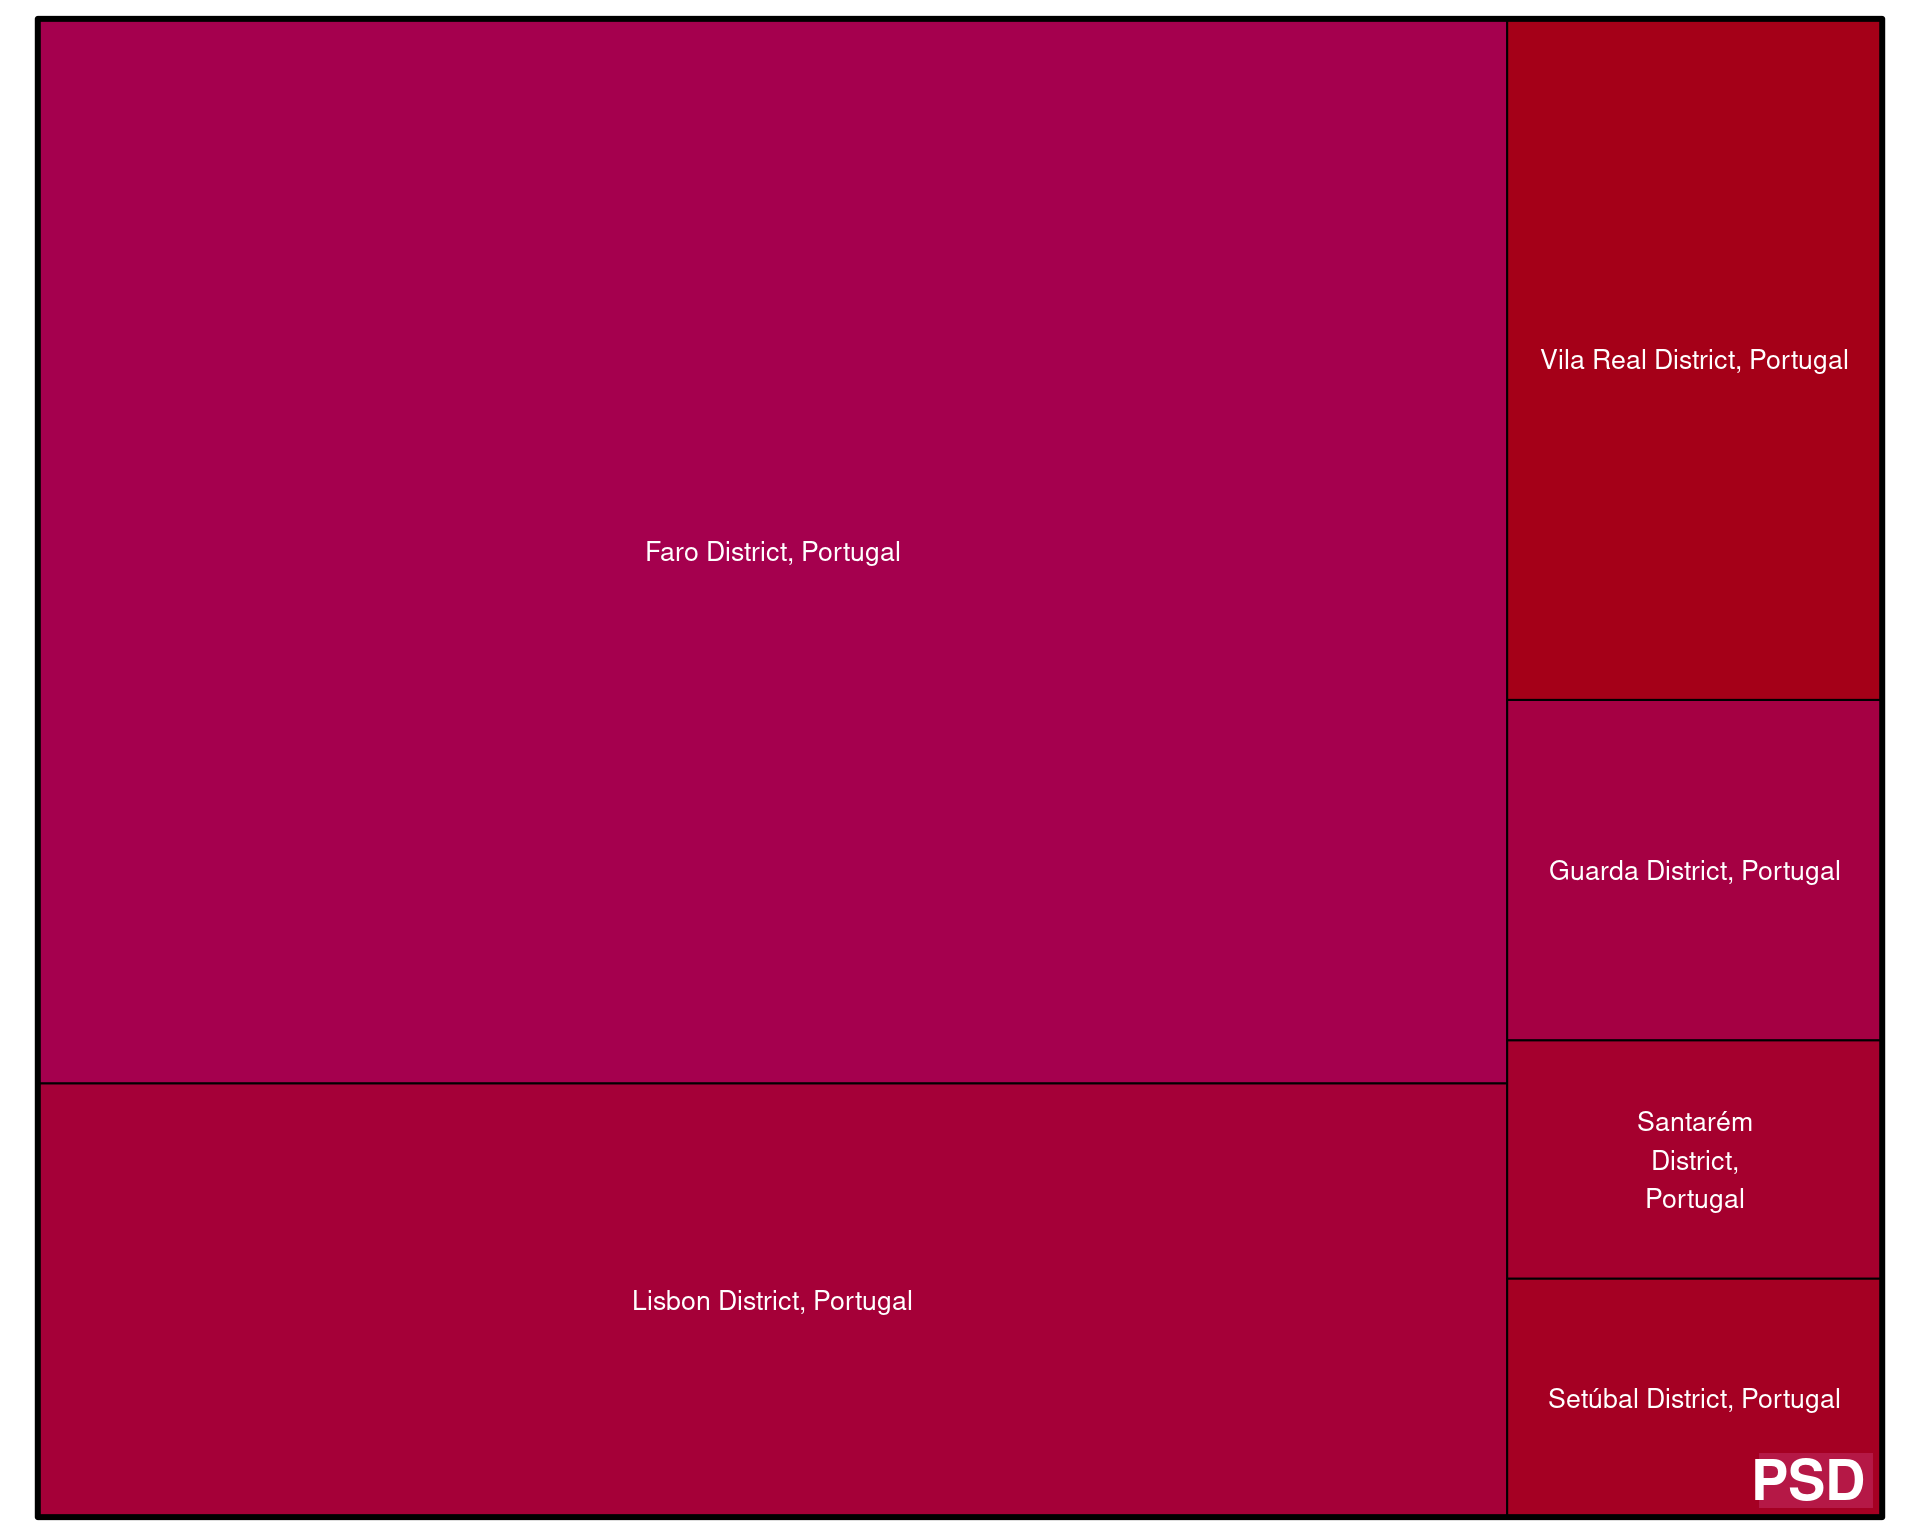 Faro District, Portugal
Lisbon District, Portugal
Vila Real District, Portugal
Guarda District, Portugal
Santarém
District,
Portugal
Setúbal District, Portugal
PSD